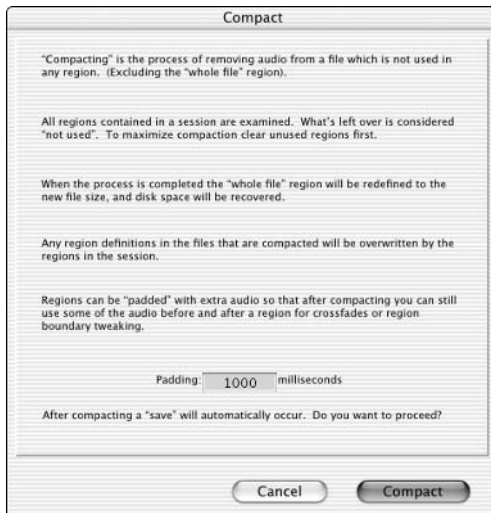 Compact
“Compacting” is the process of removing audio from a file which is not used in
any region. (Excluding the “whole file” region).
All regions contained in a session are examined. What’s left over is considered
“not used”. To maximize compaction clear unused regions first.
When the process is completed the “whole file” region will be redefined to the
new file size, and disk space will be recovered.
Any region definitions in the files that are compacted will be overwritten by the
regions in the session.
Regions can be “padded” with extra audio so that after compacting you can still
use some of the audio before and after a region for crossfades or region
boundary tweaking.
Padding: 1000 milliseconds
After compacting a “save” will automatically occur. Do you want to proceed?
Cancel Compact